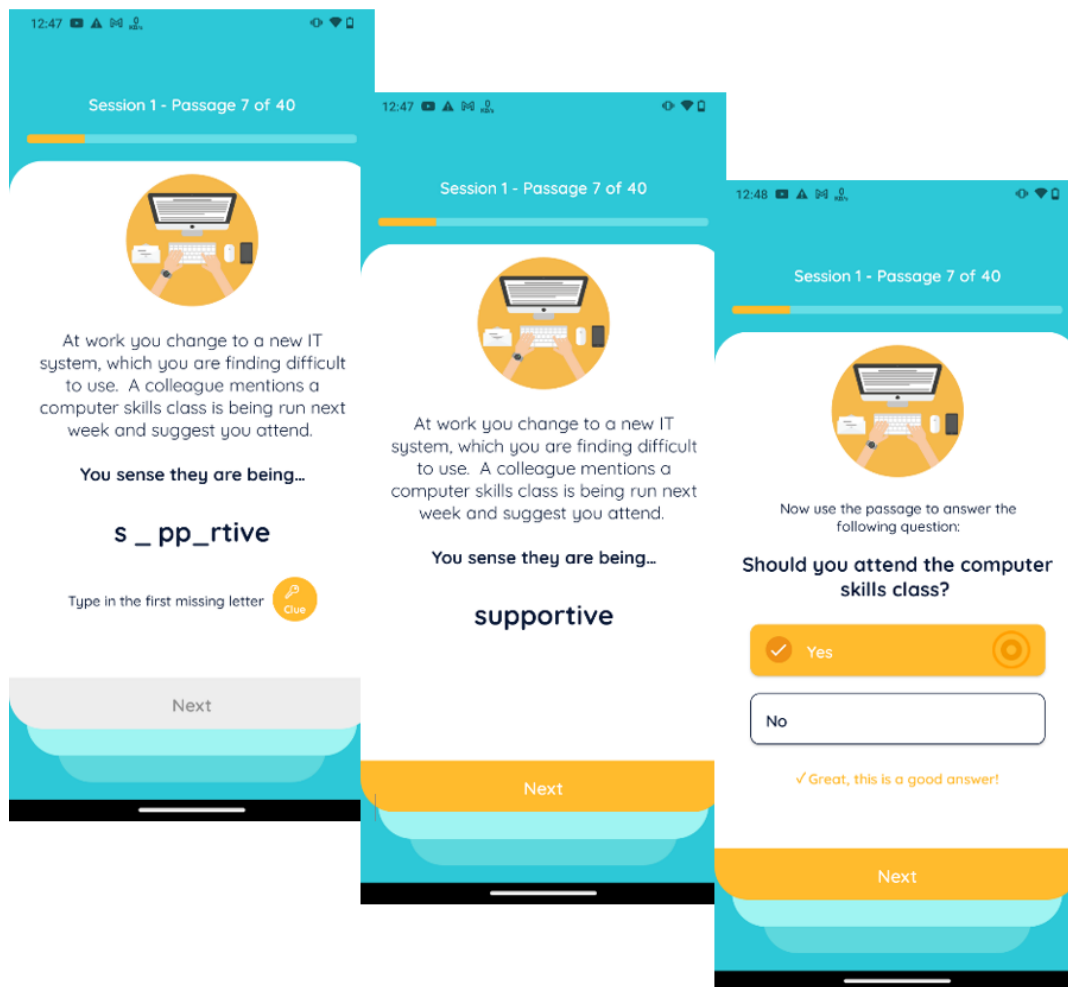 12:47
Session 1 - Passage 7 of 40
At work you change to a new IT
system, which you are finding difficult
to use. A colleague mentions a
computer skills class is being run next
week and suggest you attend.
You sense they are being...
s _ pp_rtive
Type in the first missing letter
Clue
Next
12:47
Session 1 - Passage 7 of 40
At work you change to a new IT
system, which you are finding difficult
to use. A colleague mentions a
computer skills class is being run next
week and suggest you attend.
You sense they are being...
supportive
Next
12:48
Session 1 - Passage 7 of 40
Now use the passage to answer the
following question:
Should you attend the computer
skills class?
Yes
No
✓ Great, this is a good answer!
Next